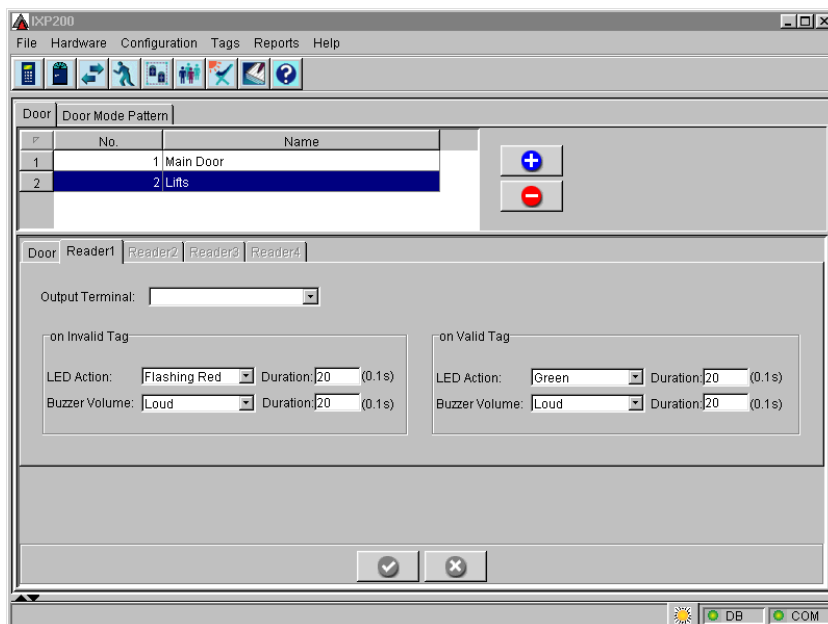 IXP200
File Hardware Configuration Tags Reports Help
Door Door Mode Pattern
No. Name
1 1 Main Door
2 2 Lifts
Door Reader1 Reader2 Reader3 Reader4
Output Terminal:
on Invalid Tag on Valid Tag
LED Action: Flashing Red Duration: 20 (0.1s) LED Action: Green Duration: 20 (0.1s)
Buzzer Volume: Loud Duration: 20 (0.1s) Buzzer Volume: Loud Duration: 20 (0.1s)
DB COM